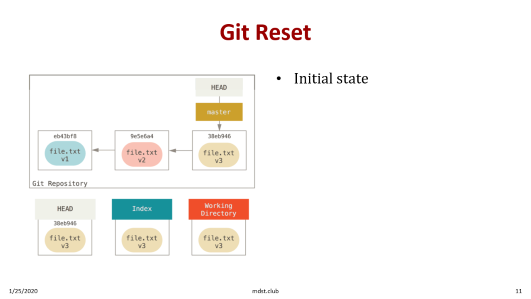 Git Reset
• Initial state
HEAD
master
eb43bf8 9e5e6a4 38eb946
file.txt v1
file.txt v2
file.txt v3
Git Repository
HEAD
Index
Working Directory
38eb946
file.txt v3
file.txt v3
file.txt v3
1/25/2020
mdst.club
11